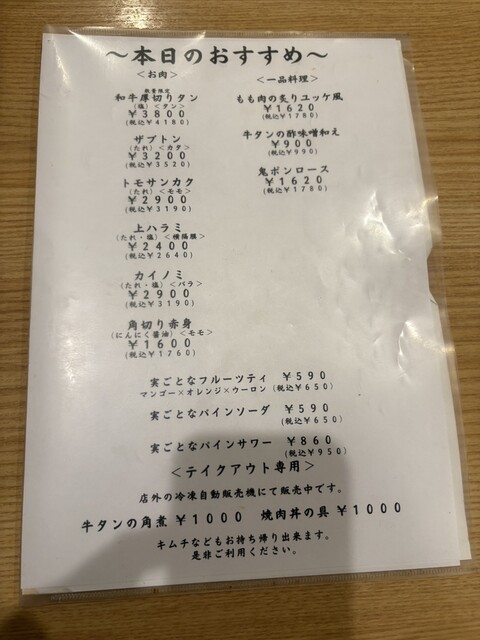 ～本日のおすすめ～
＜お肉＞
数量限定
和牛厚切りタン
（塩）＜タン＞
￥3800
(税込￥4180)
ザブトン
（たれ）＜カタ＞
￥3200
(税込￥3520)
トモサンカク
（たれ）＜モモ＞
￥2900
(税込￥3190)
上ハラミ
（たれ・塩）＜横隔膜＞
￥2400
(税込￥2640)
カイノミ
（たれ・塩）＜バラ＞
￥2900
(税込￥3190)
角切り赤身
（にんにく醤油）＜モモ＞
￥1600
(税込￥1760)
＜一品料理＞
もも肉の炙りユッケ風
￥1620
(税込￥1780)
牛タンの酢味噌和え
￥900
(税込￥990)
鬼ポンロース
￥1620
(税込￥1780)
実ごとなフルーツティ ￥590
マンゴー×オレンジ×ウーロン (税込￥650)
実ごとなパインソーダ ￥590
(税込￥650)
実ごとなパインサワー ￥860
(税込￥950)
＜テイクアウト専用＞
店外の冷凍自動販売機にて販売中です。
牛タンの角煮 ￥1000 焼肉丼の具 ￥1000
キムチなどもお持ち帰り出来ます。
是非ご利用ください。